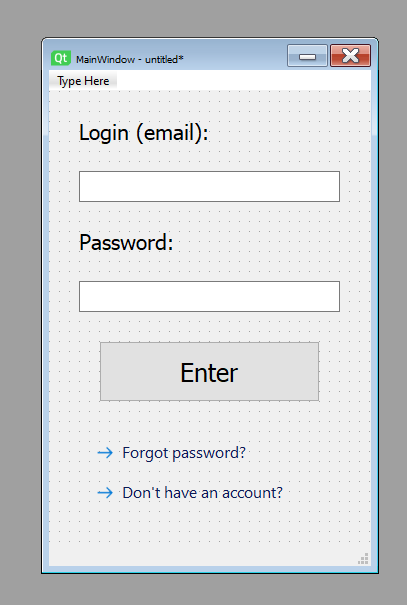 Qt MainWindow - untitled*
Type Here
Login (email):
Password:
Enter
Forgot password?
Don't have an account?